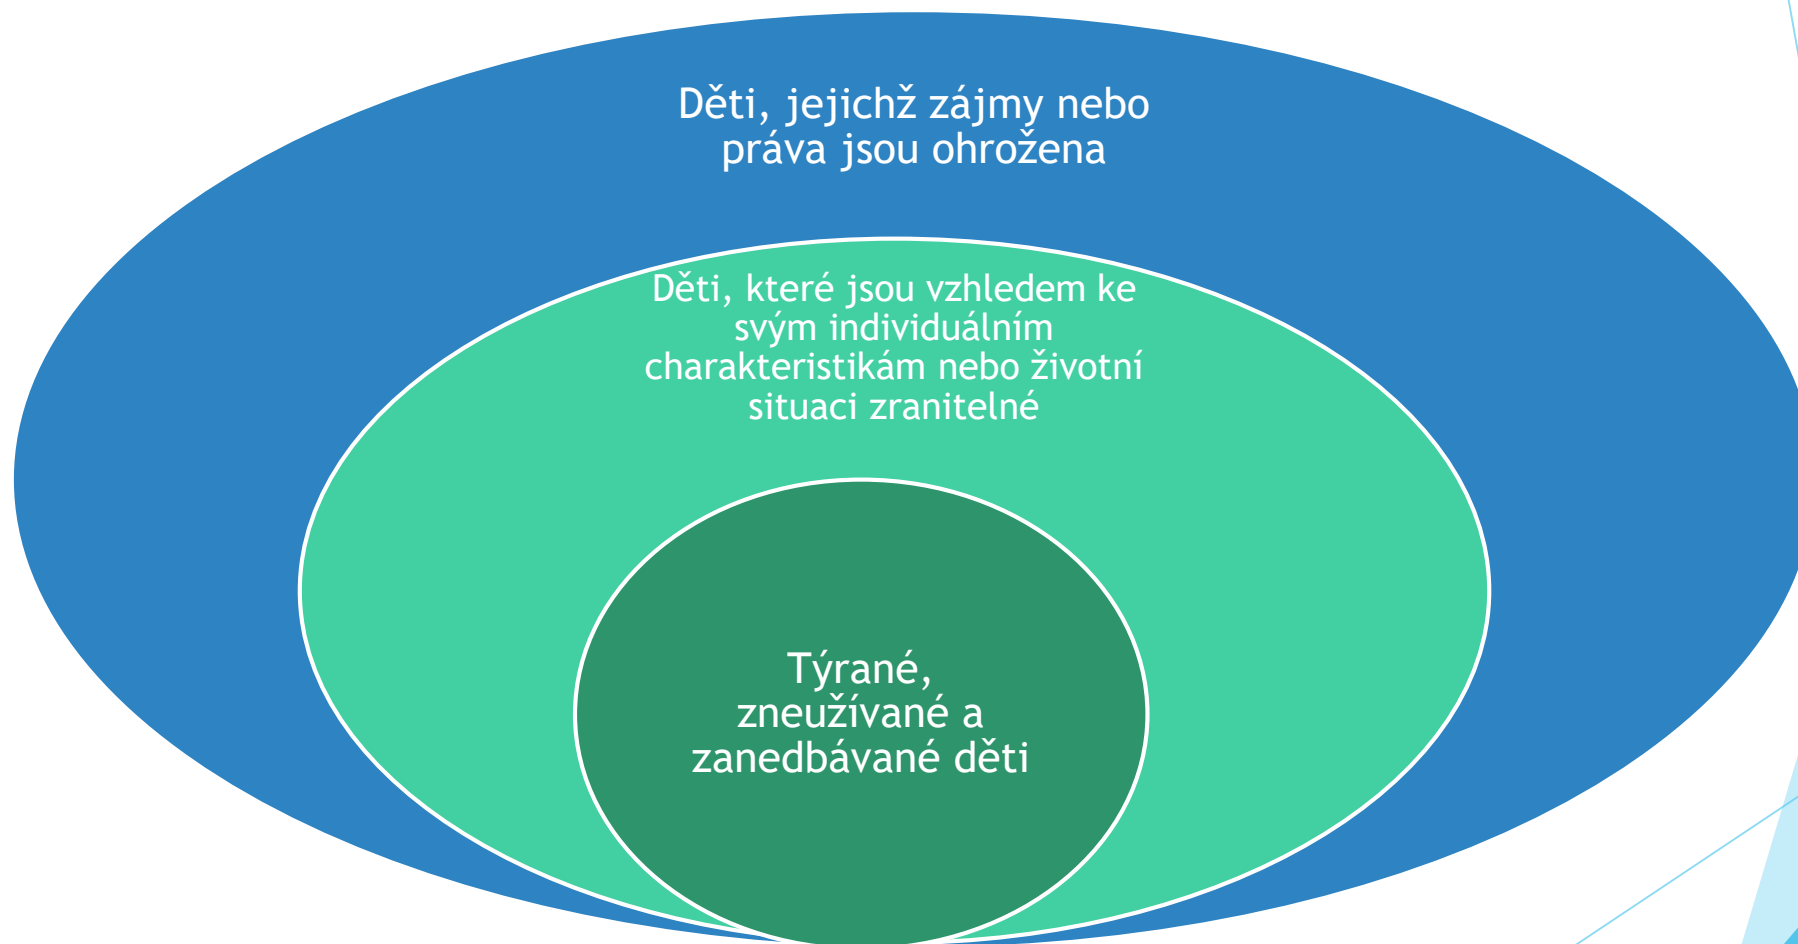 Děti, jejichž zájmy nebo
práva jsou ohrožena
Děti, které jsou vzhledem ke
svým individuálním
charakteristikám nebo životní
situaci zranitelné
Týrané,
zneužívané a
zanedbávané děti